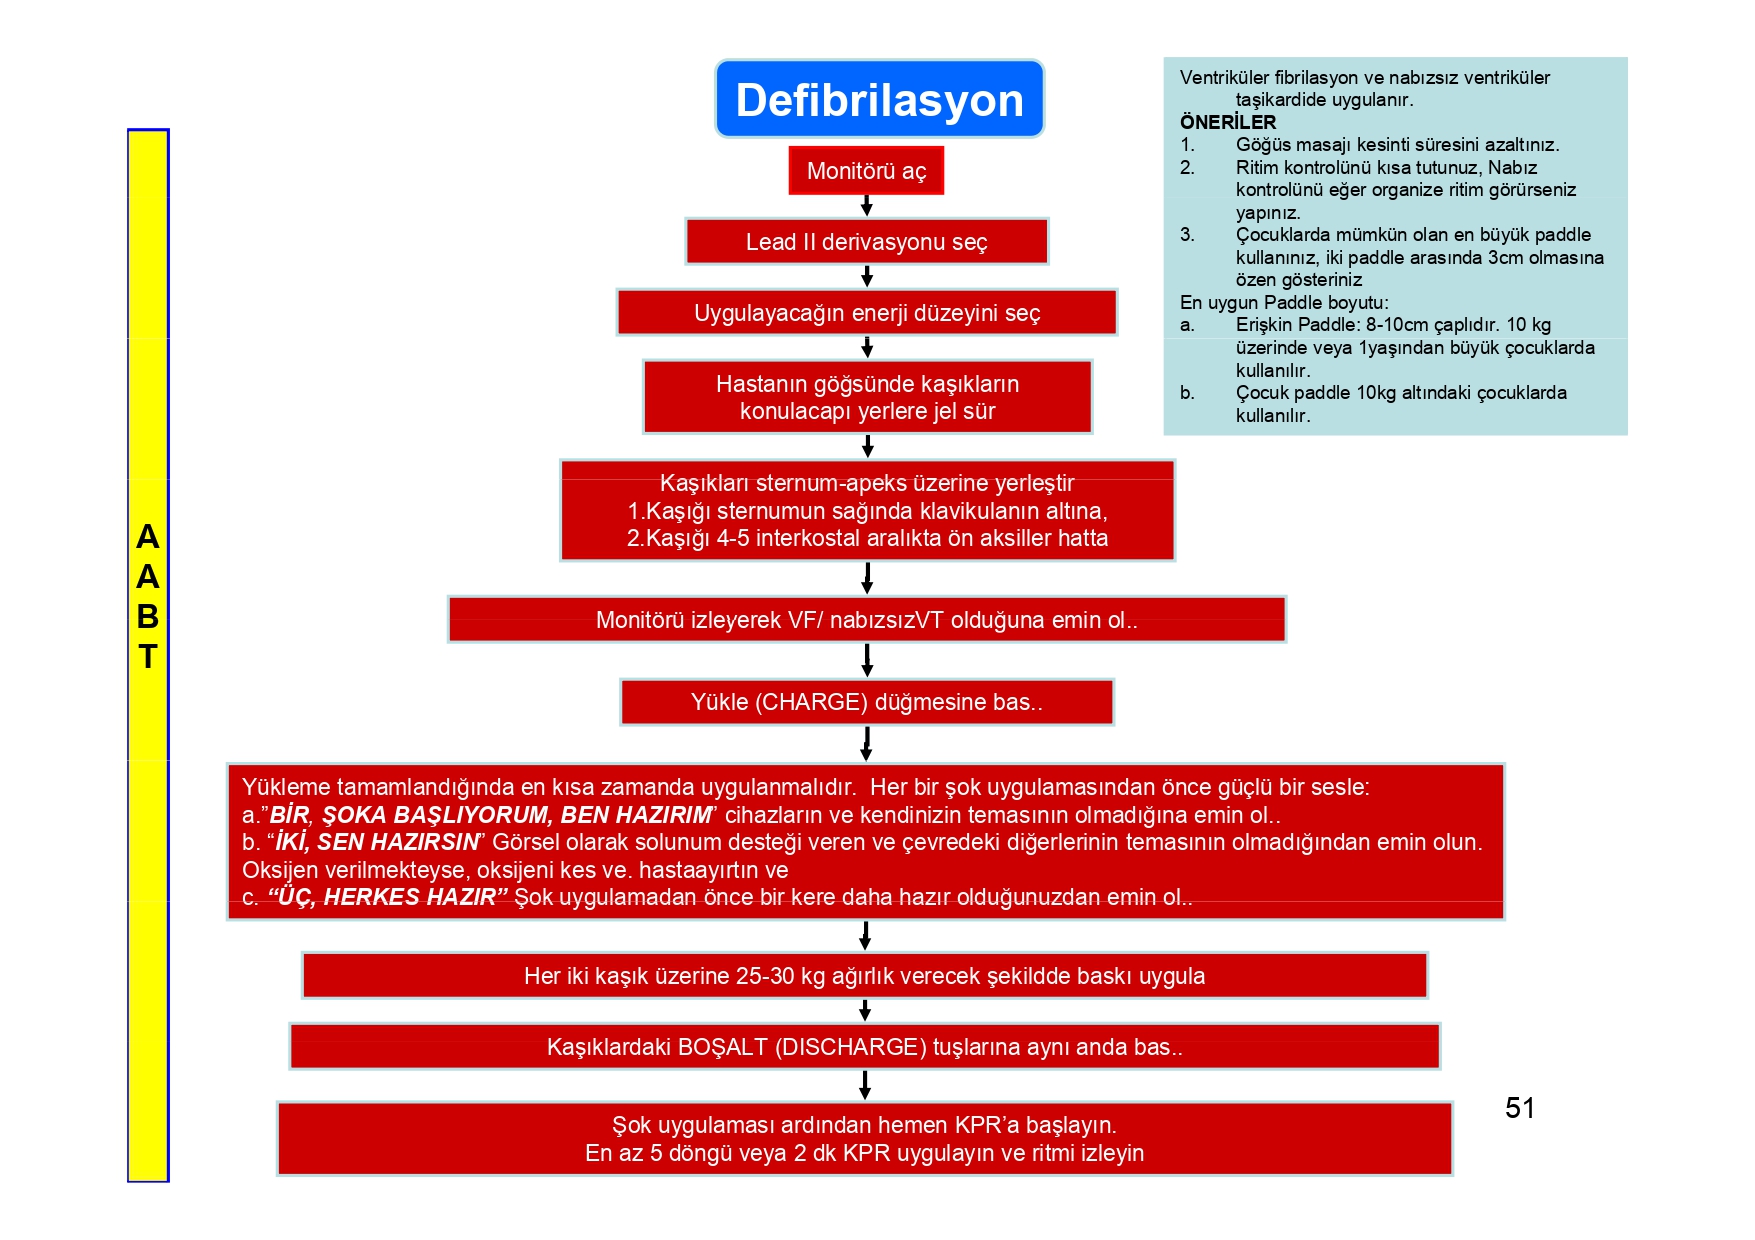 Defibrilasyon
Ventriküler fibrilasyon ve nabızsız ventriküler
taşikardide uygulanır.
ÖNERİLER
1. Göğüs masajı kesinti süresini azaltınız.
2. Ritim kontrolünü kısa tutunuz, Nabız
kontrolünü eğer organize ritim görürseniz
yapınız.
3. Çocuklarda mümkün olan en büyük paddle
kullanınız, iki paddle arasında 3cm olmasına
özen gösteriniz
En uygun Paddle boyutu:
a. Erişkin Paddle: 8-10cm çaplıdır. 10 kg
üzerinde veya 1yaşından büyük çocuklarda
kullanılır.
b. Çocuk paddle 10kg altındaki çocuklarda
kullanılır.
A
A
B
T
Monitörü aç
Lead II derivasyonu seç
Uygulayacağın enerji düzeyini seç
Hastanın göğsünde kaşıkların
konulacapı yerlere jel sür
Kaşıkları sternum-apeks üzerine yerleştir
1.Kaşığı sternumun sağında klavikulanın altına,
2.Kaşığı 4-5 interkostal aralıkta ön aksiller hatta
Monitörü izleyerek VF/ nabızsızVT olduğuna emin ol..
Yükle (CHARGE) düğmesine bas..
Yükleme tamamlandığında en kısa zamanda uygulanmalıdır.  Her bir şok uygulamasından önce güçlü bir sesle:
a.”BİR, ŞOKA BAŞLIYORUM, BEN HAZIRIM” cihazların ve kendinizin temasının olmadığına emin ol..
b. “İKİ, SEN HAZIRSIN” Görsel olarak solunum desteği veren ve çevredeki diğerlerinin temasının olmadığından emin olun.
Oksijen verilmekteyse, oksijeni kes ve. hastaayırtın ve
c. “ÜÇ, HERKES HAZIR” Şok uygulamadan önce bir kere daha hazır olduğunuzdan emin ol..
Her iki kaşık üzerine 25-30 kg ağırlık verecek şekildde baskı uygula
Kaşıklardaki BOŞALT (DISCHARGE) tuşlarına aynı anda bas..
Şok uygulaması ardından hemen KPR’a başlayın.
En az 5 döngü veya 2 dk KPR uygulayın ve ritmi izleyin
51